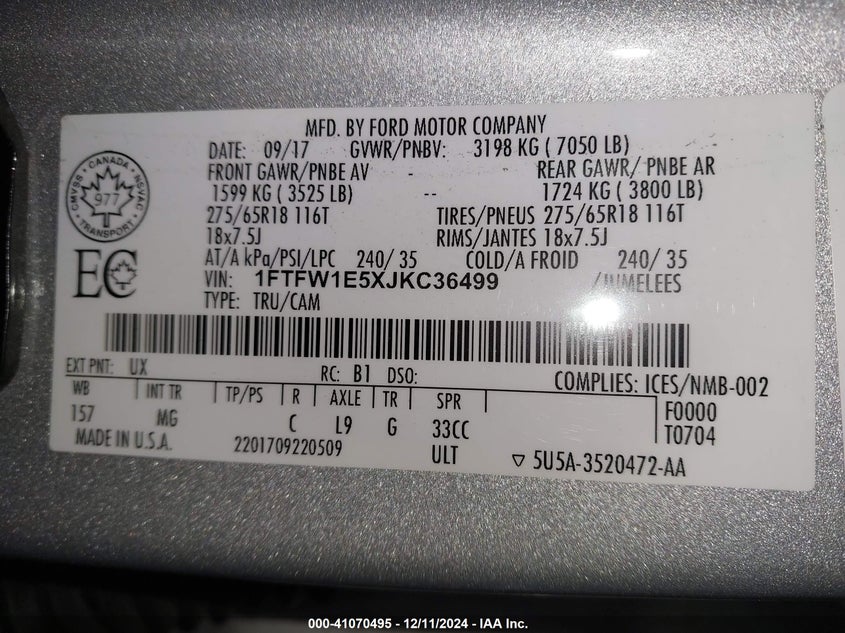 MFD. BY FORD MOTOR COMPANY
DATE: 09/17 GVWR/PNBV: 3198 KG ( 7050 LB)
FRONT GAWR/PNBE AV - REAR GAWR/ PNBE AR
1599 KG ( 3525 LB) -- 1724 KG ( 3800 LB)
275/65R18 116T TIRES/PNEUS 275/65R18 116T
18x7.5J RIMS/JANTES 18x7.5J
AT/A kPa/PSI/LPC 240/ 35 COLD/A FROID 240/ 35
VIN: 1FTFW1E5XJKC36499 /JUMELEES
TYPE: TRU/CAM
CANADA
CMVSS NSVAC
977
TRANSPORT
EC
EXT PNT: UX RC: B1 DSO: COMPLIES: ICES/NMB-002
WB INT TR TP/PS R AXLE TR SPR F0000
157 MG C L9 G 33CC T0704
MADE IN U.S.A. 2201709220509 ULT ▽ 5U5A-3520472-AA
000-41070495 - 12/11/2024 - IAA Inc.